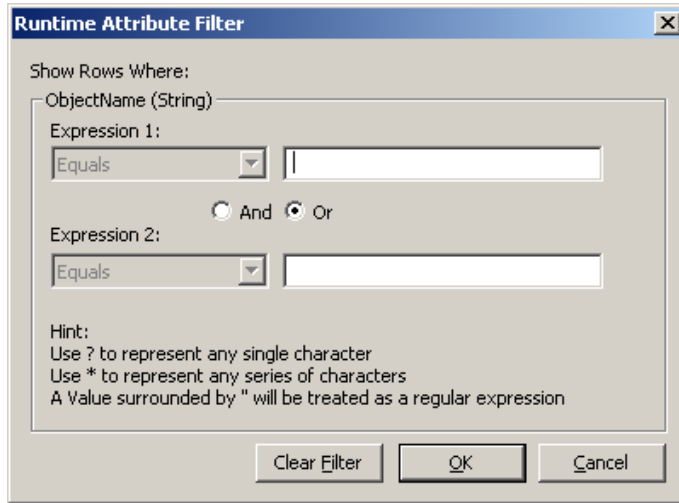 Runtime Attribute Filter
Show Rows Where:
ObjectName (String)
Expression 1:
Equals
And Or
Expression 2:
Equals
Hint:
Use ? to represent any single character
Use * to represent any series of characters
A Value surrounded by " will be treated as a regular expression
Clear Filter OK Cancel